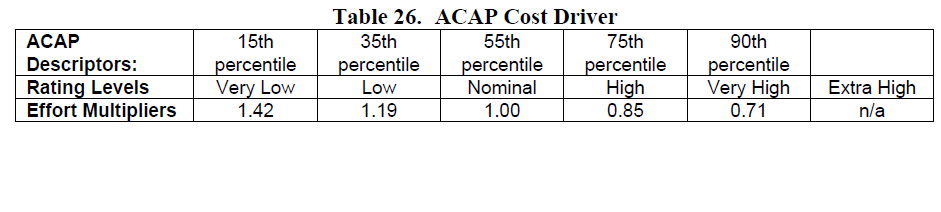 Table 26. ACAP Cost Driver
ACAP Descriptors: 15th percentile 35th percentile 55th percentile 75th percentile 90th percentile
Rating Levels Very Low Low Nominal High Very High Extra High
Effort Multipliers 1.42 1.19 1.00 0.85 0.71 n/a